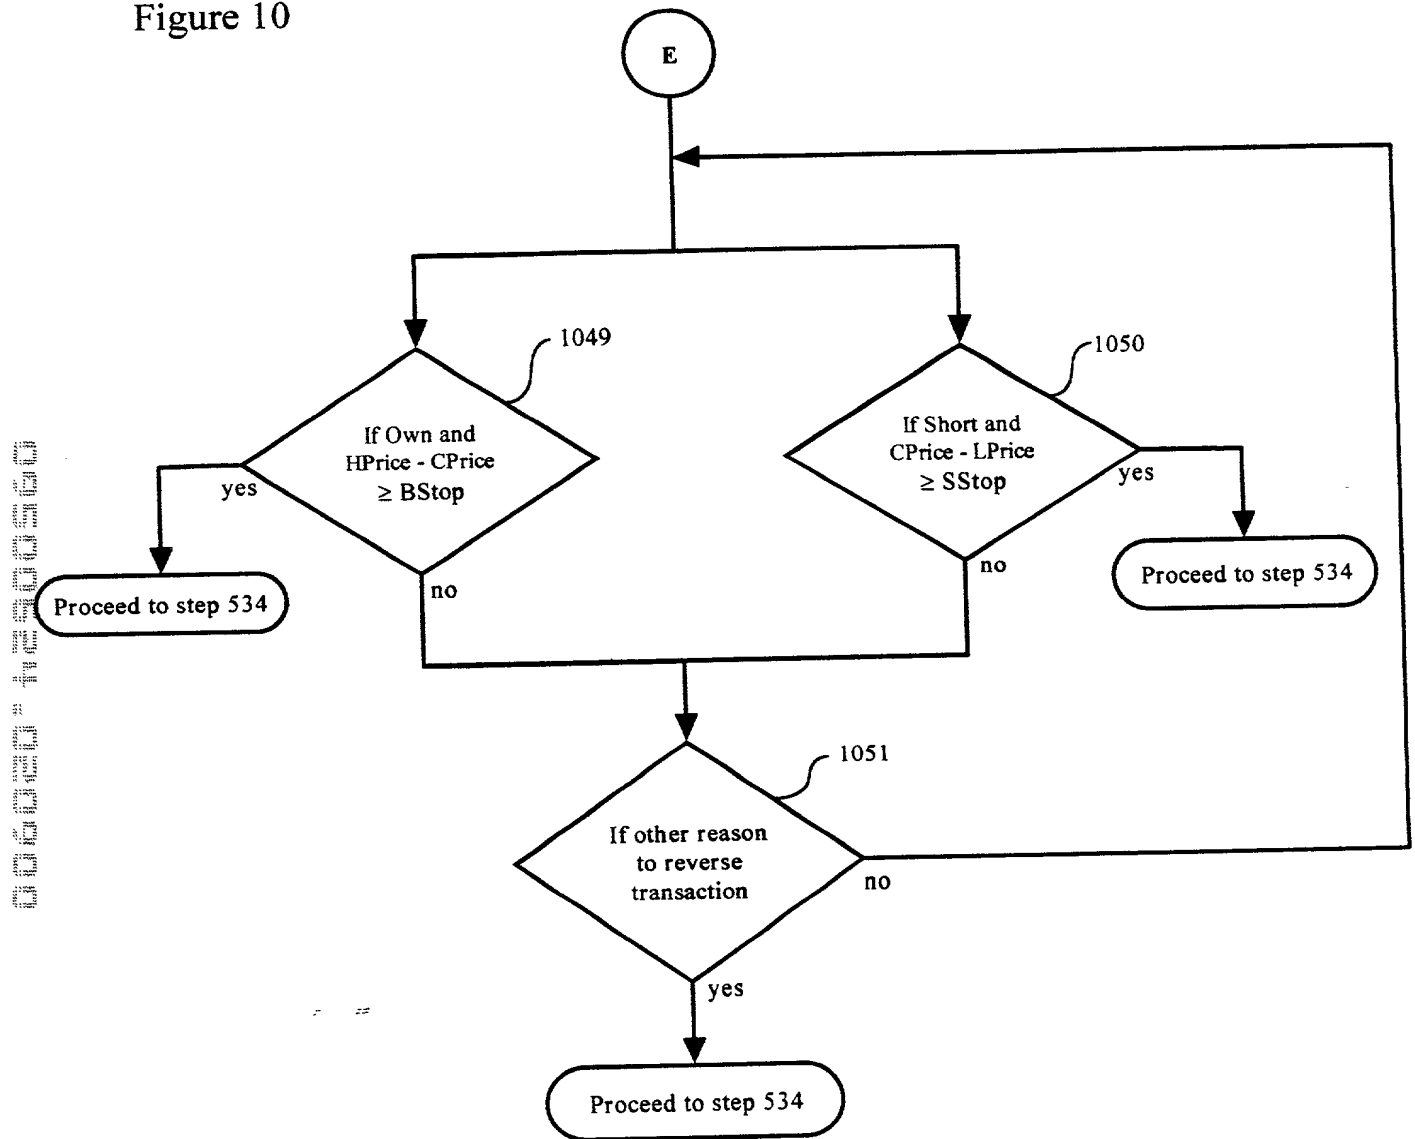 Figure 10
E
1049
1050
If Own and
HPrice - CPrice
≥ BStop
If Short and
CPrice - LPrice
≥ SStop
yes
yes
no
no
Proceed to step 534
Proceed to step 534
1051
If other reason
to reverse
transaction
no
yes
Proceed to step 534